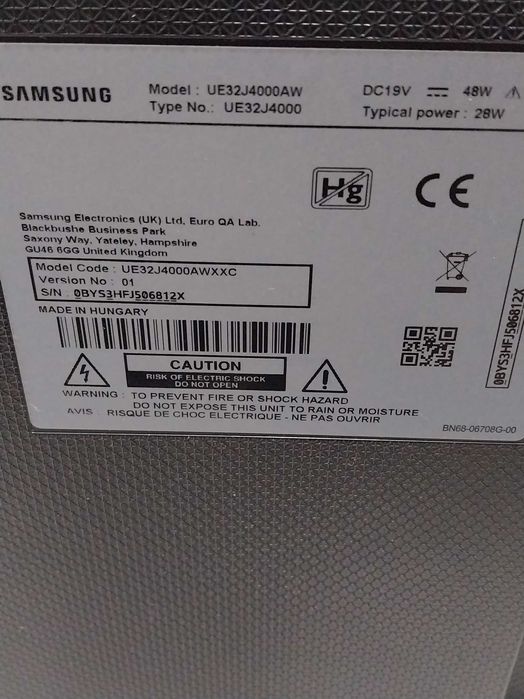 SAMSUNG
Model : UE32J4000AW
Type No.: UE32J4000
DC19V 48W
Typical power : 28W
Hg
CE
Samsung Electronics (UK) Ltd, Euro QA Lab.
Blackbushe Business Park
Saxony Way, Yateley, Hampshire
GU46 6GG United Kingdom
Model Code : UE32J4000AWXXC
Version No : 01
S/N : 0BYS3HFJ506812X
MADE IN HUNGARY
0BYS3HFJ506812X
CAUTION
RISK OF ELECTRIC SHOCK
DO NOT OPEN
WARNING : TO PREVENT FIRE OR SHOCK HAZARD
DO NOT EXPOSE THIS UNIT TO RAIN OR MOISTURE
AVIS : RISQUE DE CHOC ELECTRIQUE - NE PAS OUVRIR
BN68-06708G-00